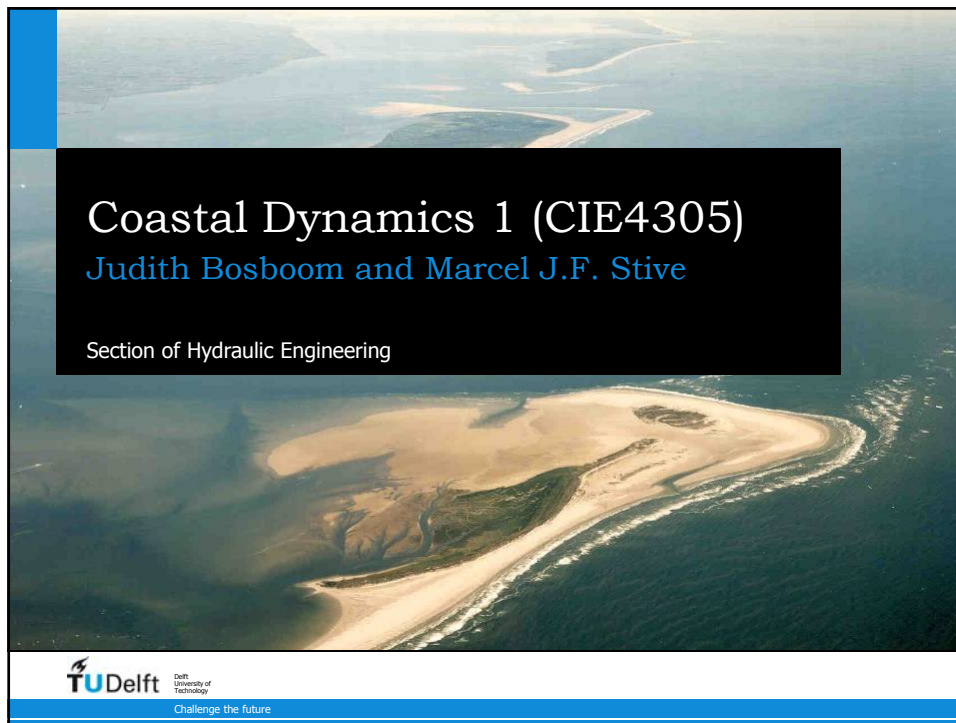 Coastal Dynamics 1 (CIE4305)
Judith Bosboom and Marcel J.F. Stive
Section of Hydraulic Engineering
TUDelft
Delft
University of
Technology
Challenge the future